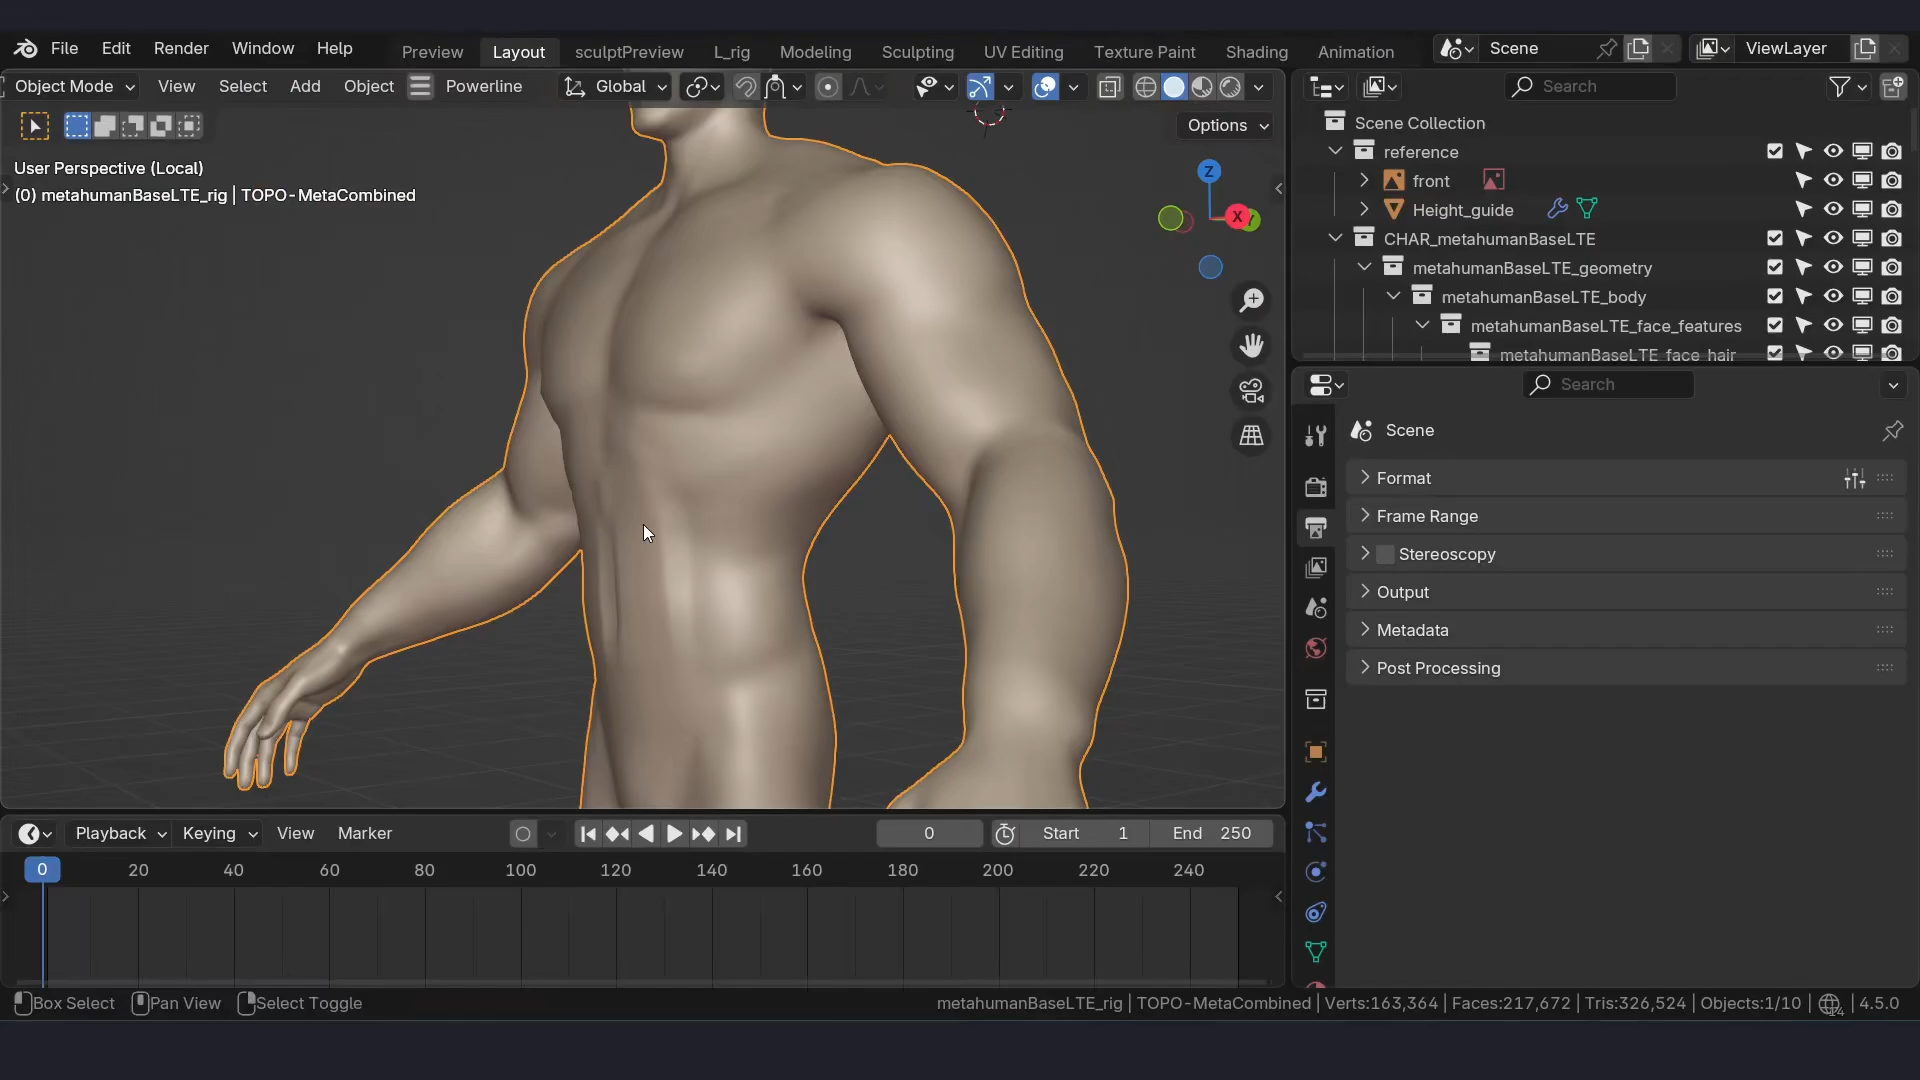 File Edit Render Window Help Preview Layout sculptPreview L_rig Modeling Sculpting UV Editing Texture Paint Shading Animation Scene ViewLayer
Object Mode View Select Add Object Powerline Global Search
Options
User Perspective (Local)
(0) metahumanBaseLTE_rig | TOPO-MetaCombined
Z
X
Y
Scene Collection
reference
front
Height_guide
CHAR_metahumanBaseLTE
metahumanBaseLTE_geometry
metahumanBaseLTE_body
metahumanBaseLTE_face_features
metahumanBaseLTE_face_hair
Search
Scene
Format
Frame Range
Stereoscopy
Output
Metadata
Post Processing
Playback Keying View Marker 0 Start 1 End 250
0 20 40 60 80 100 120 140 160 180 200 220 240
Box Select Pan View Select Toggle metahumanBaseLTE_rig | TOPO-MetaCombined | Verts:163,364 | Faces:217,672 | Tris:326,524 | Objects:1/10 | 14 | 4.5.0